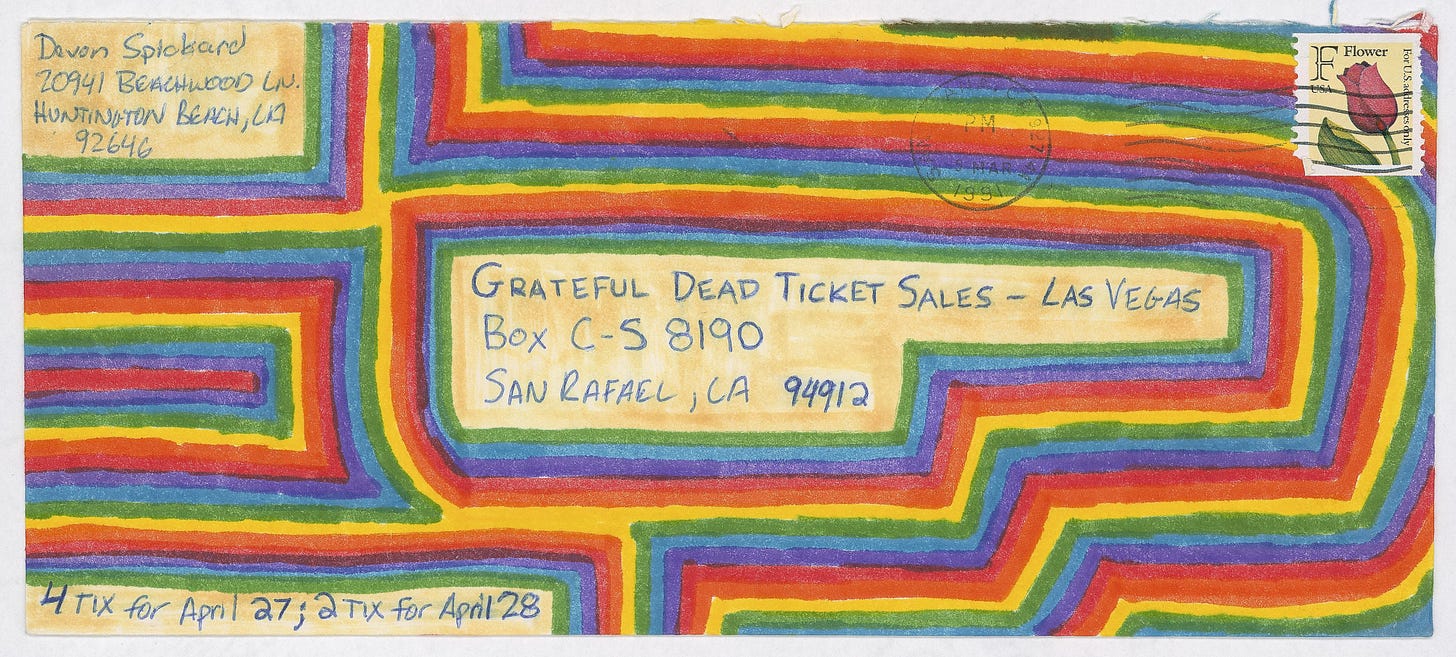 Devon Spickard
20941 BEACHWOOD LN.
HUNTINGTON BEACH, CA
92646
F Flower
USA
For U.S. addresses only
PM
MAR
1991
GRATEFUL DEAD TICKET SALES – LAS VEGAS
BOX C-S 8190
SAN RAFAEL, CA 94912
4 TIX for April 27; 2 TIX for April 28